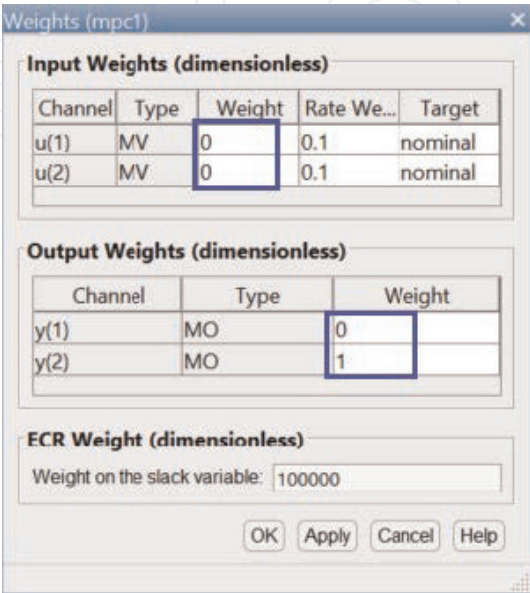 Weights (mpc1) ×
Input Weights (dimensionless)
Channel Type Weight Rate We... Target
u(1) MV 0 0.1 nominal
u(2) MV 0 0.1 nominal
Output Weights (dimensionless)
Channel Type Weight
y(1) MO 0
y(2) MO 1
ECR Weight (dimensionless)
Weight on the slack variable: 100000
OK Apply Cancel Help